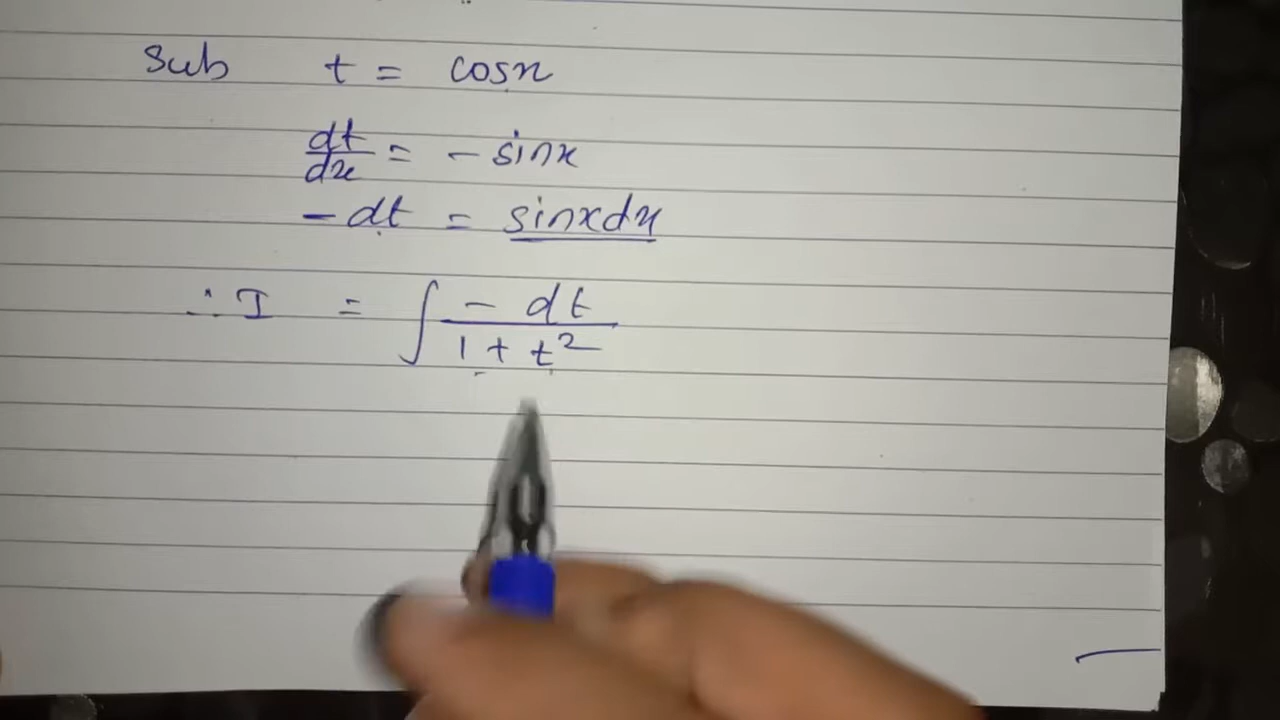 Sub t = cosx
dt/dx = - sinx
- dt = sinxdx
∴ I = ∫ - dt / 1 + t²